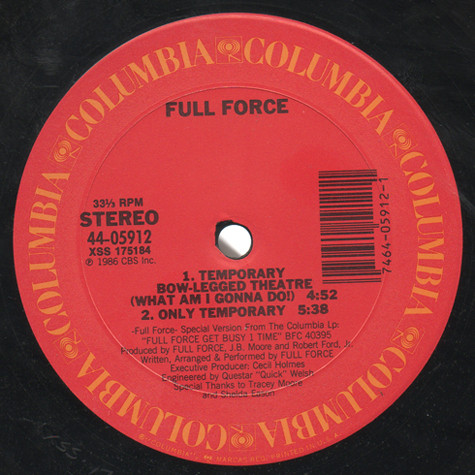 COLUMBIA COLUMBIA COLUMBIA COLUMBIA COLUMBIA COLUMBIA
FULL FORCE
33⅓ RPM
STEREO
44-05912
XSS 175184
℗ 1986 CBS Inc.
7464-05912-1
1. TEMPORARY
BOW-LEGGED THEATRE
(WHAT AM I GONNA DO!) 4:52
2. ONLY TEMPORARY 5:38
-Full Force- Special Version From The Columbia Lp:
"FULL FORCE GET BUSY 1 TIME" BFC 40395
Produced by FULL FORCE, J.B. Moore and Robert Ford, Jr.
Written, Arranged & Performed by FULL FORCE
Executive Producer: Cecil Holmes
Engineered by Questar "Quick" Welsh
Special Thanks to Tracey Moore
and Shelda Eason